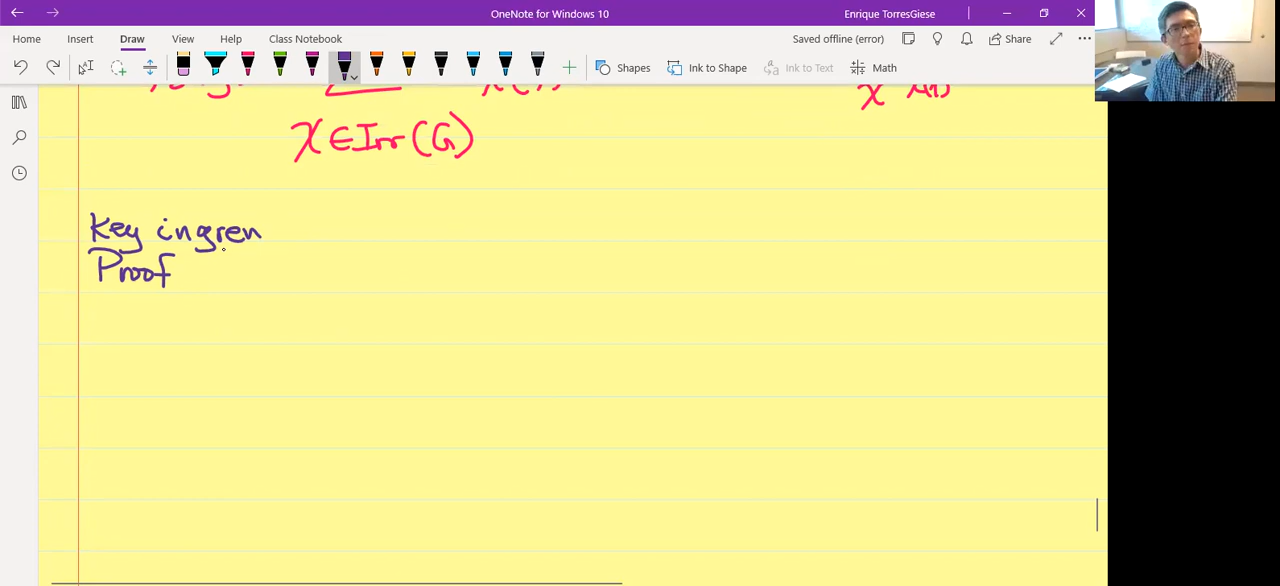 OneNote for Windows 10
Enrique TorresGiese
Home Insert Draw View Help Class Notebook
Saved offline (error) Share
Shapes Ink to Shape Ink to Text Math
χ∈Irr(G)
Key ingren
Proof